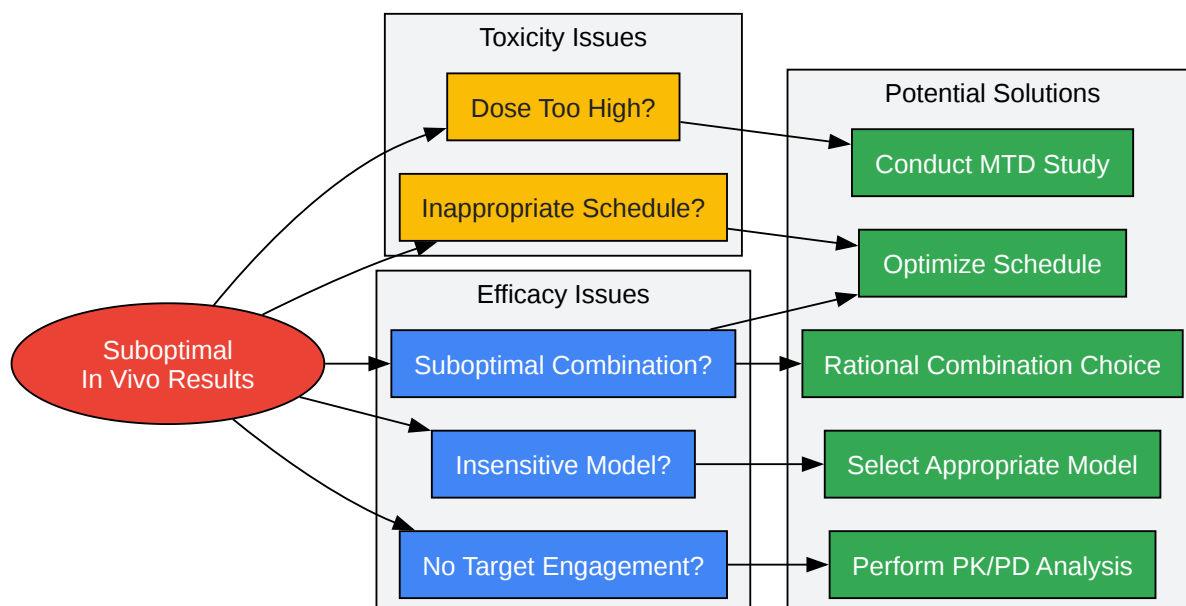 Toxicity Issues
Dose Too High?
Inappropriate Schedule?
Efficacy Issues
Suboptimal
In Vivo Results
Suboptimal Combination?
Insensitive Model?
No Target Engagement?
Potential Solutions
Conduct MTD Study
Optimize Schedule
Rational Combination Choice
Select Appropriate Model
Perform PK/PD Analysis